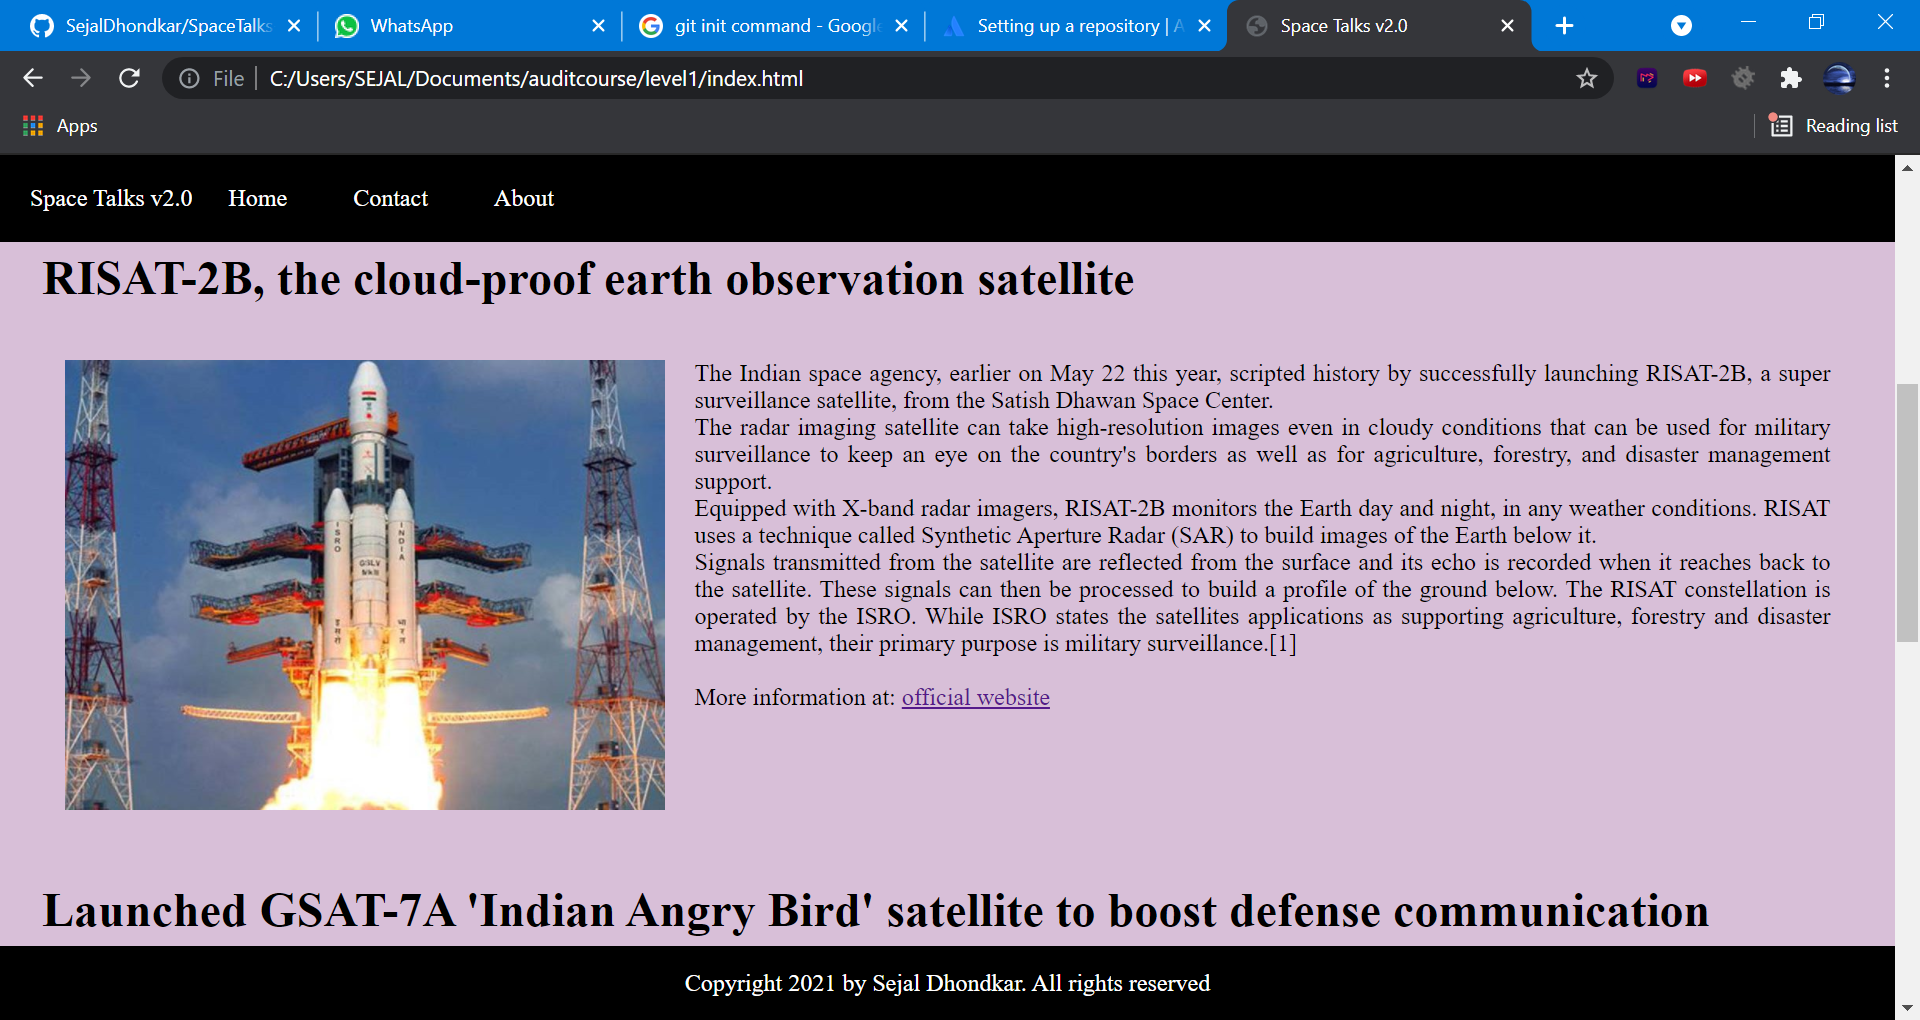 SejalDhondkar/SpaceTalks
WhatsApp
git init command - Google
Setting up a repository | A
Space Talks v2.0
File
C:/Users/SEJAL/Documents/auditcourse/level1/index.html
Apps
Reading list
Space Talks v2.0 Home Contact About
RISAT-2B, the cloud-proof earth observation satellite
ISRO
INDIA
GSLV
The Indian space agency, earlier on May 22 this year, scripted history by successfully launching RISAT-2B, a super
surveillance satellite, from the Satish Dhawan Space Center.
The radar imaging satellite can take high-resolution images even in cloudy conditions that can be used for military
surveillance to keep an eye on the country's borders as well as for agriculture, forestry, and disaster management
support.
Equipped with X-band radar imagers, RISAT-2B monitors the Earth day and night, in any weather conditions. RISAT
uses a technique called Synthetic Aperture Radar (SAR) to build images of the Earth below it.
Signals transmitted from the satellite are reflected from the surface and its echo is recorded when it reaches back to
the satellite. These signals can then be processed to build a profile of the ground below. The RISAT constellation is
operated by the ISRO. While ISRO states the satellites applications as supporting agriculture, forestry and disaster
management, their primary purpose is military surveillance.[1]
More information at: official website
Launched GSAT-7A 'Indian Angry Bird' satellite to boost defense communication
Copyright 2021 by Sejal Dhondkar. All rights reserved